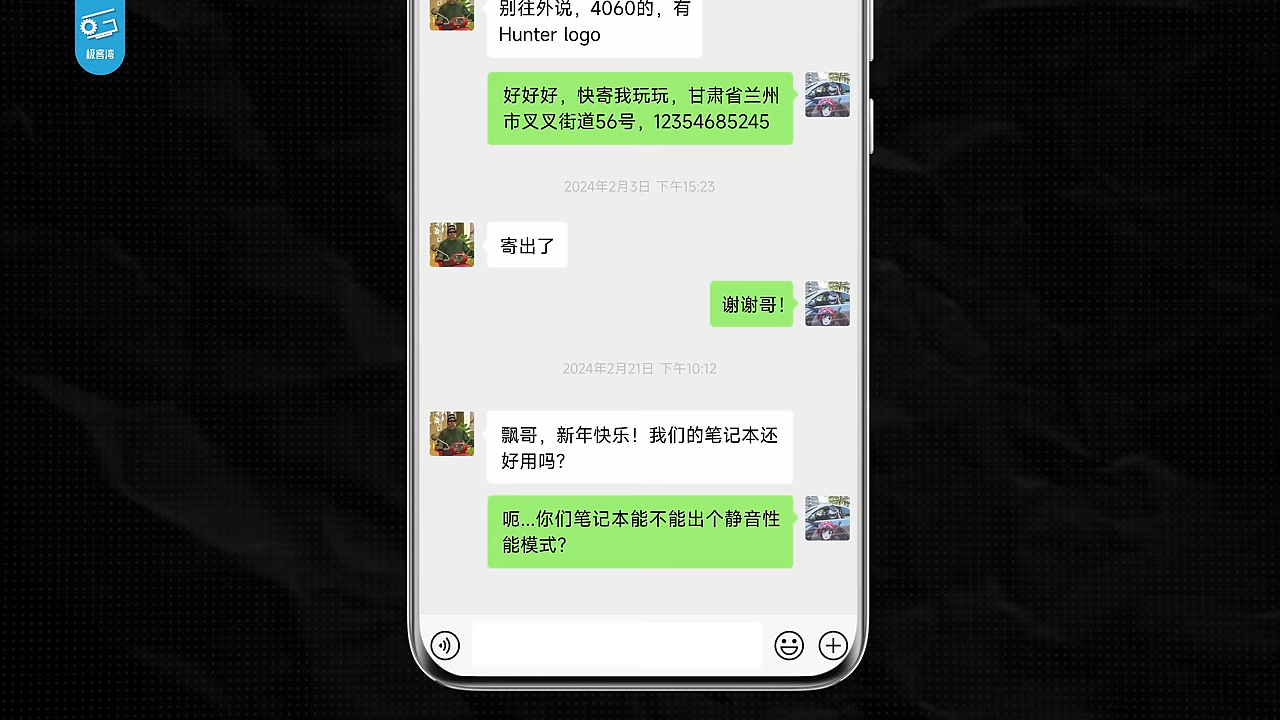 极客湾
别往外说，4060的，有
Hunter logo
好好好，快寄我玩玩，甘肃省兰州
市叉叉街道56号，12354685245
2024年2月3日 下午15:23
寄出了
谢谢哥！
2024年2月21日 下午10:12
飘哥，新年快乐！我们的笔记本还
好用吗？
呃...你们笔记本能不能出个静音性
能模式？